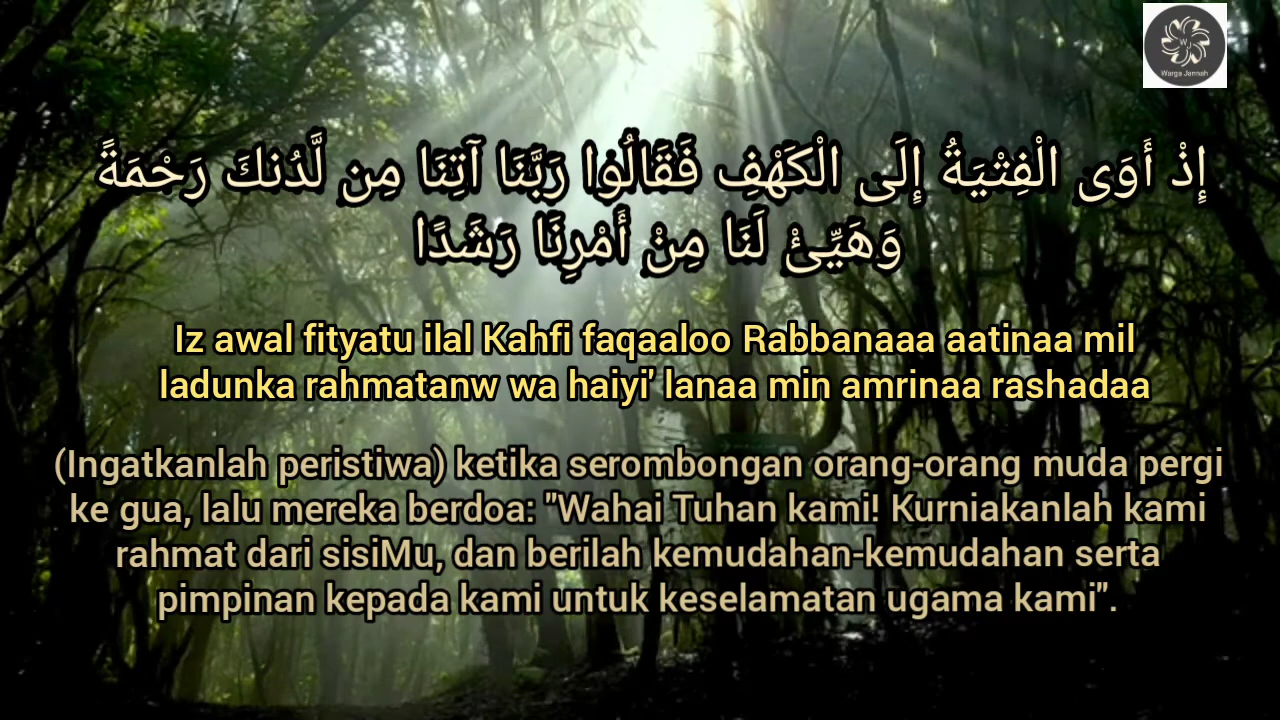 Warga Jannah
إِذْ أَوَى الْفِتْيَةُ إِلَى الْكَهْفِ فَقَالُوا رَبَّنَا آتِنَا مِن لَّدُنكَ رَحْمَةً
وَهَيِّئْ لَنَا مِنْ أَمْرِنَا رَشَدًا
Iz awal fityatu ilal Kahfi faqaaloo Rabbanaaa aatinaa mil
ladunka rahmatanw wa haiyi' lanaa min amrinaa rashadaa
(Ingatkanlah peristiwa) ketika serombongan orang-orang muda pergi
ke gua, lalu mereka berdoa: "Wahai Tuhan kami! Kurniakanlah kami
rahmat dari sisiMu, dan berilah kemudahan-kemudahan serta
pimpinan kepada kami untuk keselamatan ugama kami".